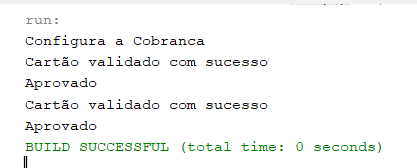 run:
Configura a Cobranca
Cartão validado com sucesso
Aprovado
Cartão validado com sucesso
Aprovado
BUILD SUCCESSFUL (total time: 0 seconds)